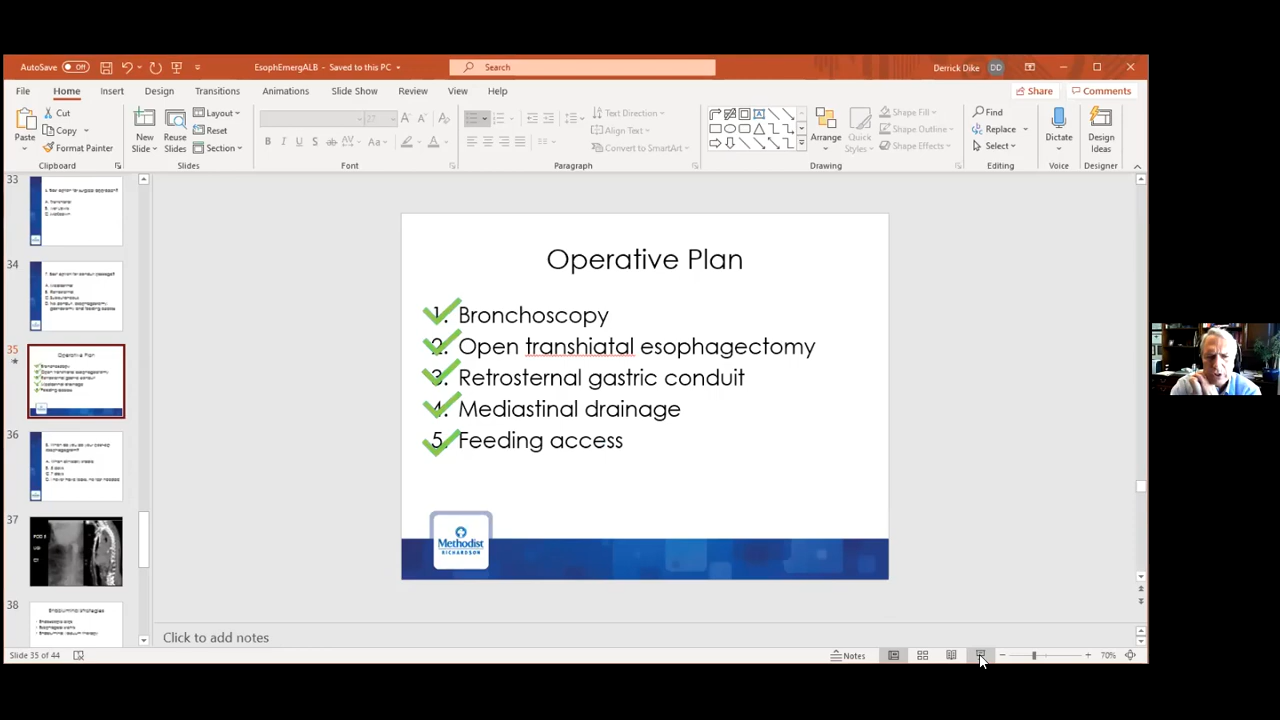 AutoSave Off EsophEmergALB - Saved to this PC Search Derrick Dike DD
File Home Insert Design Transitions Animations Slide Show Review View Help Share Comments
Paste Cut Copy Format Painter New Slide Reuse Slides Layout Reset Section 27 Text Direction Align Text Convert to SmartArt Arrange Quick Styles Shape Fill Shape Outline Shape Effects Find Replace Select Dictate Design Ideas
Clipboard Slides Font Paragraph Drawing Editing Voice Designer
33
34
35
Operative Plan
36
37
38
Operative Plan
1. Bronchoscopy
2. Open transhiatal esophagectomy
3. Retrosternal gastric conduit
4. Mediastinal drainage
5. Feeding access
Methodist
RICHARDSON
Click to add notes
Slide 35 of 44 Notes 70%